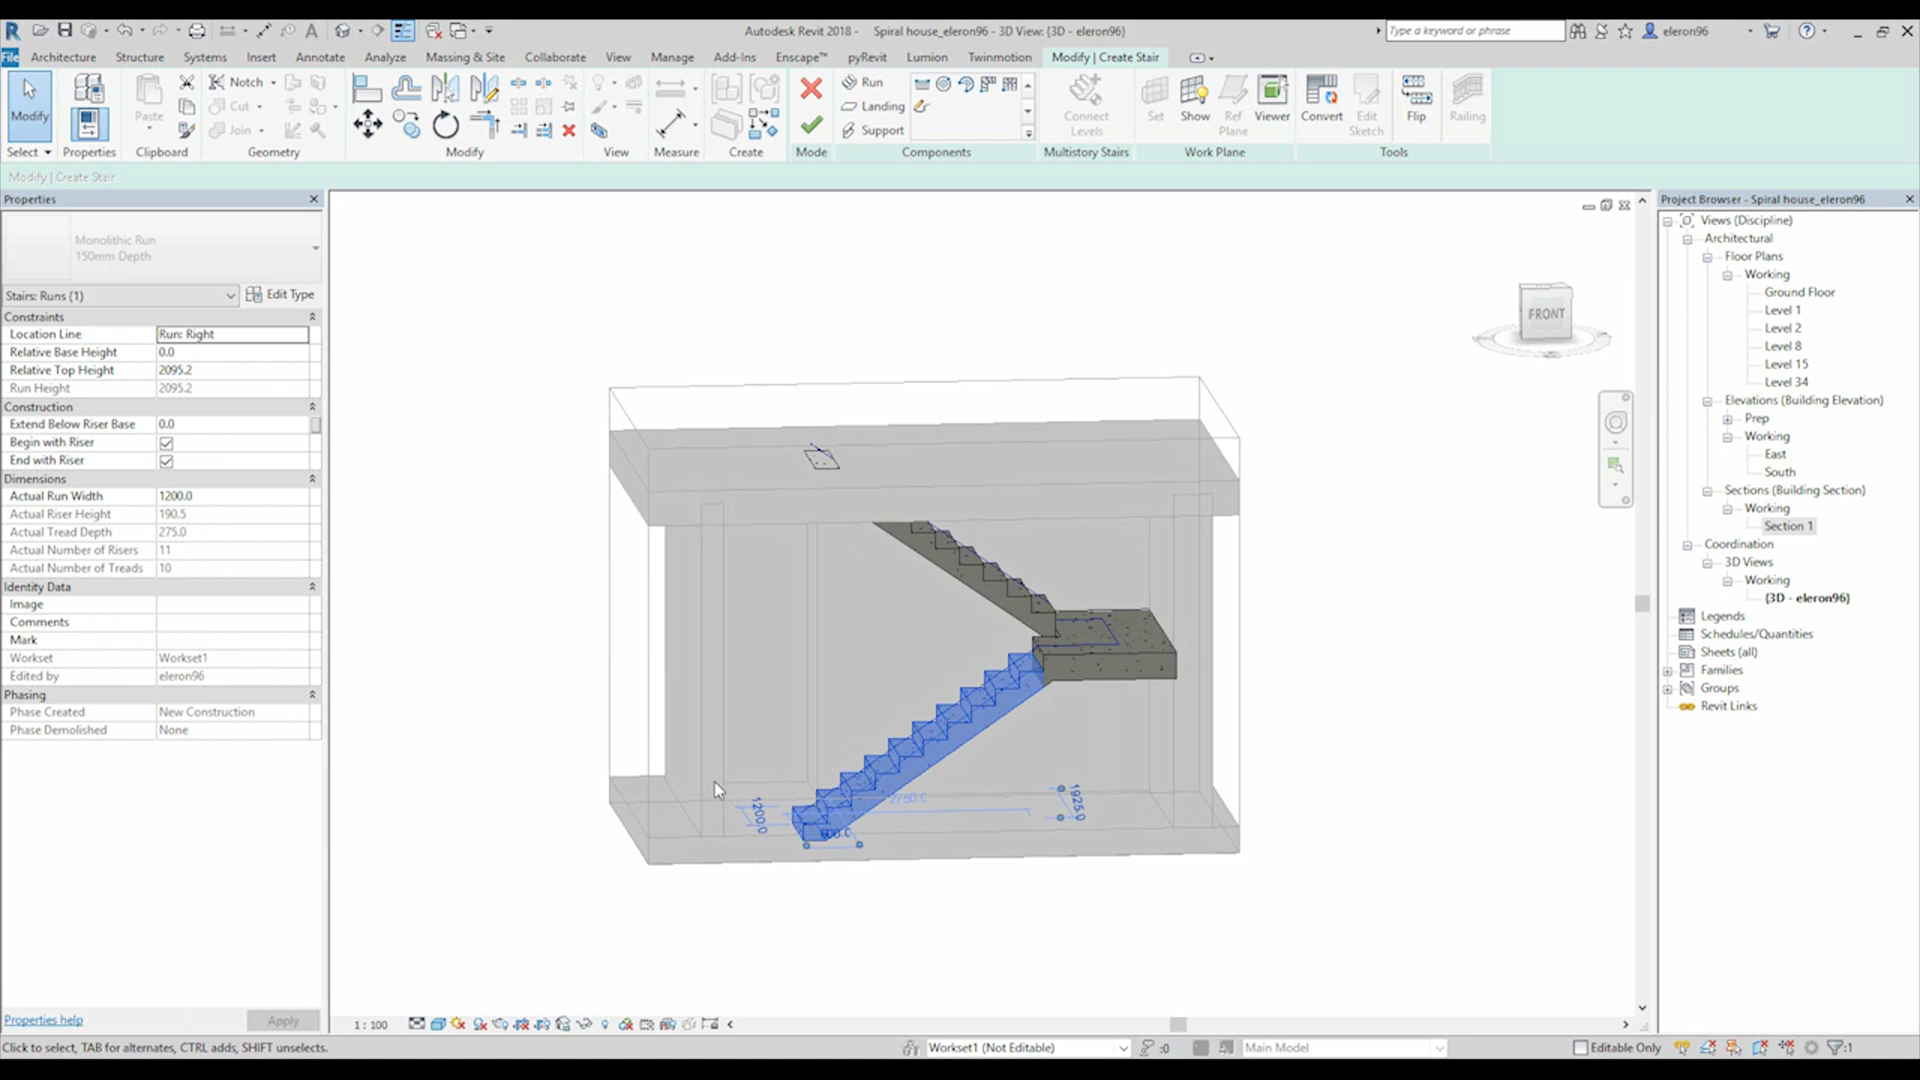 Autodesk Revit 2018 - Spiral house_eleron96 - 3D View: {3D - eleron96}
Type a keyword or phrase
eleron96
File Architecture Structure Systems Insert Annotate Analyze Massing & Site Collaborate View Manage Add-Ins Enscape™ pyRevit Lumion Twinmotion Modify | Create Stair
Modify
Paste
Notch
Cut
Join
Run
Landing
Support
Connect Levels
Set
Show
Ref Plane
Viewer
Convert
Edit Sketch
Flip
Railing
Select Properties Clipboard Geometry Modify View Measure Create Mode Components Multistory Stairs Work Plane Tools
Modify | Create Stair
Properties
Monolithic Run
150mm Depth
Stairs: Runs (1) Edit Type
Constraints
Location Line Run: Right
Relative Base Height 0.0
Relative Top Height 2095.2
Run Height 2095.2
Construction
Extend Below Riser Base 0.0
Begin with Riser
End with Riser
Dimensions
Actual Run Width 1200.0
Actual Riser Height 190.5
Actual Tread Depth 275.0
Actual Number of Risers 11
Actual Number of Treads 10
Identity Data
Image
Comments
Mark
Workset Workset1
Edited by eleron96
Phasing
Phase Created New Construction
Phase Demolished None
Properties help Apply
FRONT
1200.0
1925.0
Project Browser - Spiral house_eleron96
Views (Discipline)
Architectural
Floor Plans
Working
Ground Floor
Level 1
Level 2
Level 8
Level 15
Level 34
Elevations (Building Elevation)
Prep
Working
East
South
Sections (Building Section)
Working
Section 1
Coordination
3D Views
Working
{3D - eleron96}
Legends
Schedules/Quantities
Sheets (all)
Families
Groups
Revit Links
1 : 100
Click to select, TAB for alternates, CTRL adds, SHIFT unselects.
Workset1 (Not Editable)
:0
Main Model
Editable Only
:1